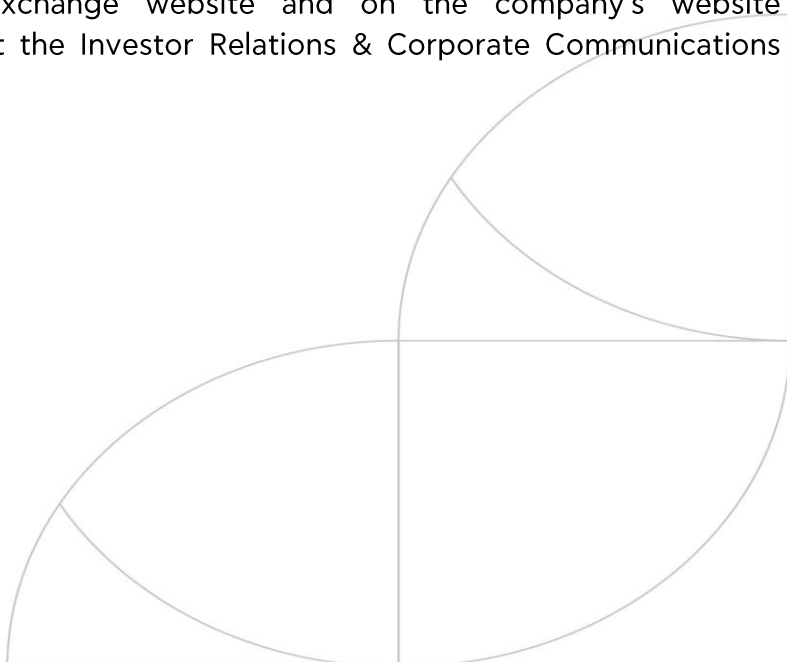 xchange website and on the company's website
the Investor Relations & Corporate Communications